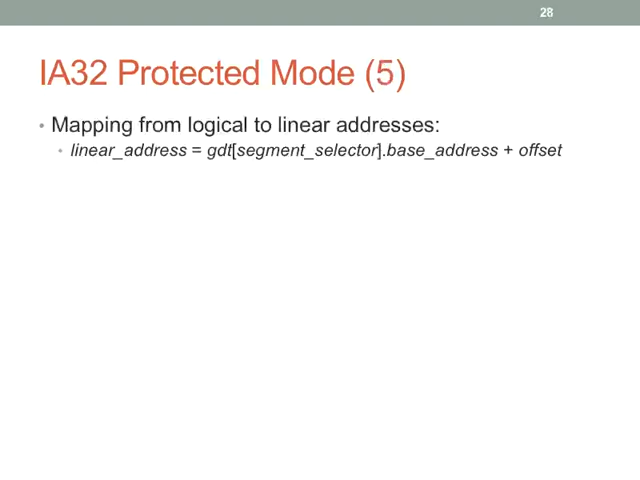 28
IA32 Protected Mode (5)
• Mapping from logical to linear addresses:
• linear_address = gdt[segment_selector].base_address + offset